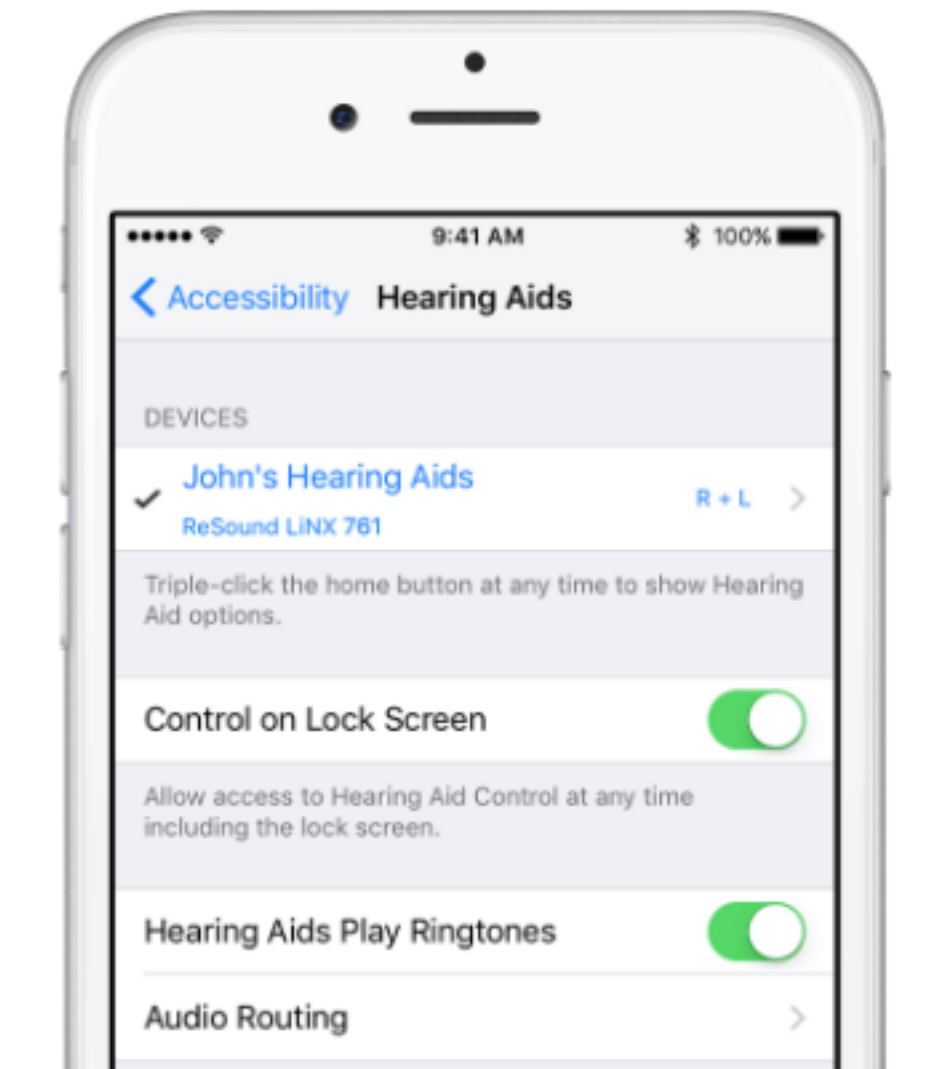 9:41 AM
100%
Accessibility
Hearing Aids
DEVICES
John's Hearing Aids
ReSound LiNX 761
R + L
Triple-click the home button at any time to show Hearing
Aid options.
Control on Lock Screen
Allow access to Hearing Aid Control at any time
including the lock screen.
Hearing Aids Play Ringtones
Audio Routing